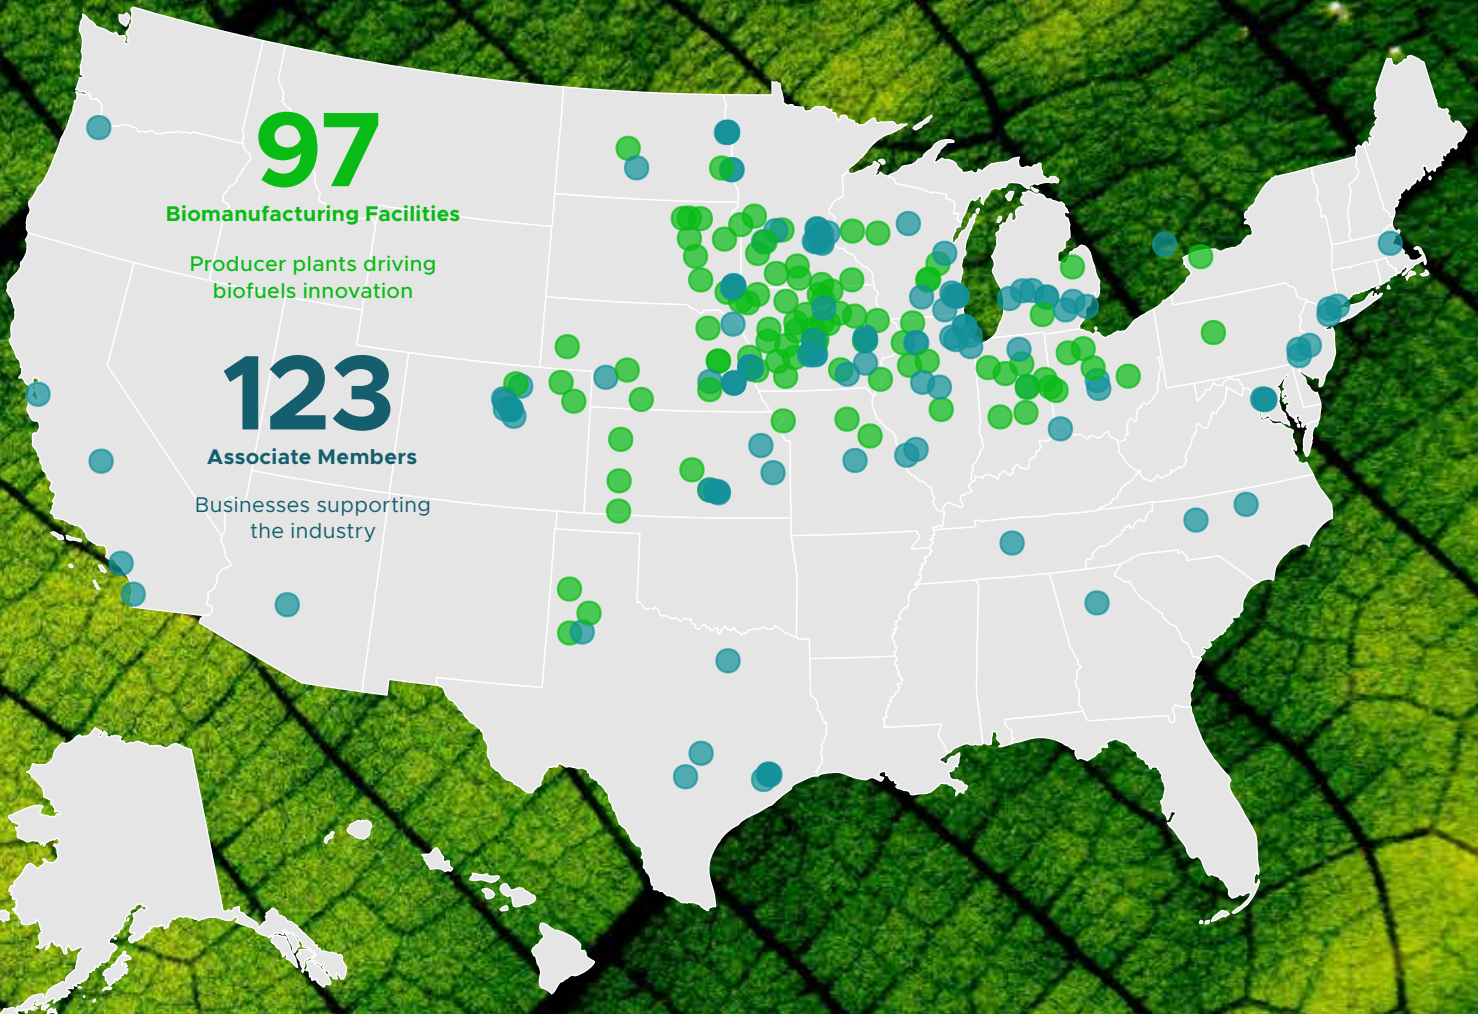 97
Biomanufacturing Facilities
Producer plants driving
biofuels innovation
123
Associate Members
Businesses supporting
the industry